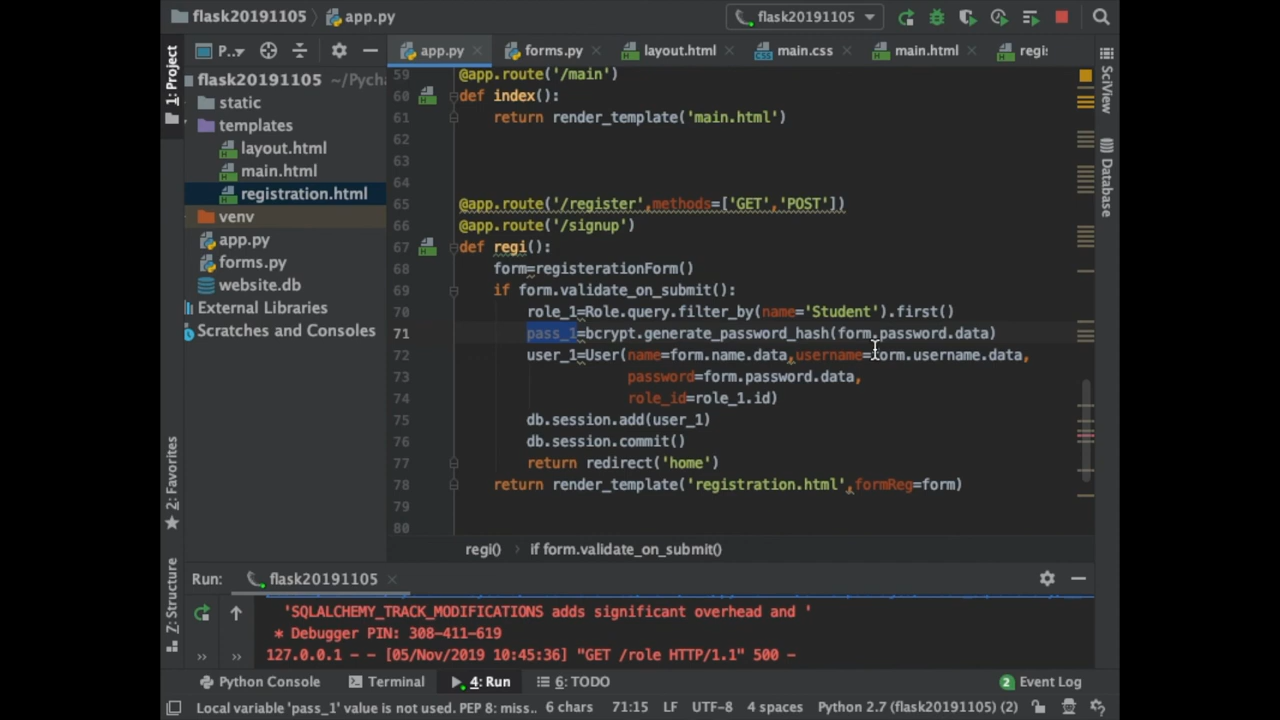 flask20191105 app.py flask20191105
1: Project
P..
app.py forms.py layout.html main.css main.html regi:
flask20191105 ~/Pycha
static
templates
layout.html
main.html
registration.html
venv
app.py
forms.py
website.db
External Libraries
Scratches and Consoles
59 @app.route('/main')
60 def index():
61 return render_template('main.html')
62
63
64
65 @app.route('/register',methods=['GET','POST'])
66 @app.route('/signup')
67 def regi():
68 form=registerationForm()
69 if form.validate_on_submit():
70 role_1=Role.query.filter_by(name='Student').first()
71 pass_1=bcrypt.generate_password_hash(form.password.data)
72 user_1=User(name=form.name.data,username=form.username.data,
73 password=form.password.data,
74 role_id=role_1.id)
75 db.session.add(user_1)
76 db.session.commit()
77 return redirect('home')
78 return render_template('registration.html',formReg=form)
79
80
regi() › if form.validate_on_submit()
SciView
Database
2: Favorites
Z: Structure
Run: flask20191105
'SQLALCHEMY_TRACK_MODIFICATIONS adds significant overhead and '
* Debugger PIN: 308-411-619
127.0.0.1 - - [05/Nov/2019 10:45:36] "GET /role HTTP/1.1" 500 -
» »
Python Console Terminal 4: Run 6: TODO 2 Event Log
Local variable 'pass_1' value is not used. PEP 8: miss.. 6 chars 71:15 LF UTF-8 4 spaces Python 2.7 (flask20191105) (2)